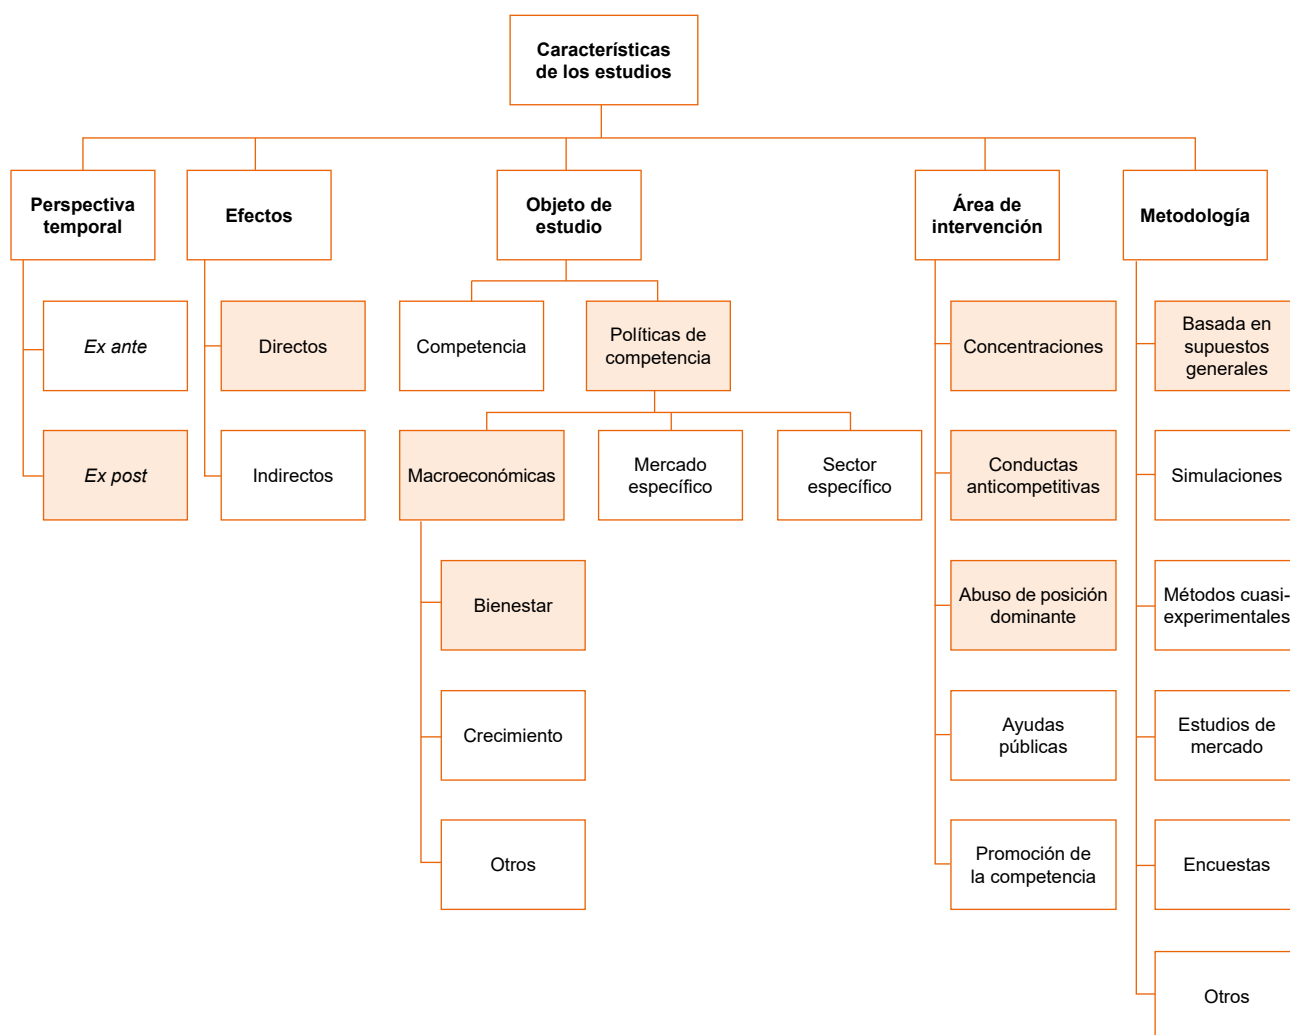 Características
de los estudios
Perspectiva
temporal
Efectos
Objeto de
estudio
Área de
intervención
Metodología
Ex ante
Directos
Competencia
Políticas de
competencia
Concentraciones
Basada en
supuestos
generales
Ex post
Indirectos
Macroeconómicas
Mercado
específico
Sector
específico
Conductas
anticompetitivas
Simulaciones
Bienestar
Abuso de posición
dominante
Métodos cuasi-
experimentales
Crecimiento
Ayudas
públicas
Estudios de
mercado
Otros
Promoción de
la competencia
Encuestas
Otros